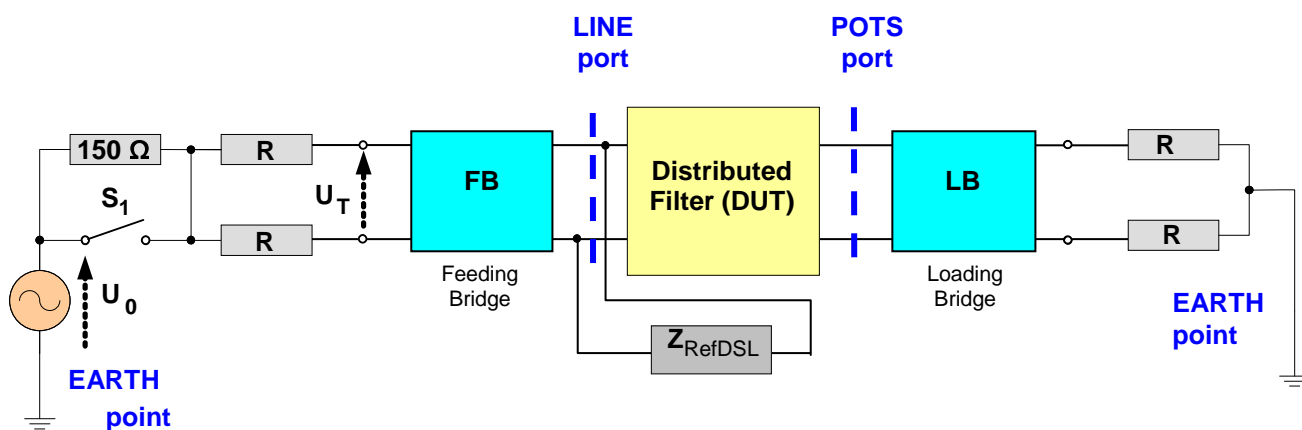 LINE
port
POTS
port
150 Ω
R
R
S1
U0
UT
FB
Feeding
Bridge
Distributed
Filter (DUT)
LB
Loading
Bridge
R
R
ZRefDSL
EARTH
point
EARTH
point